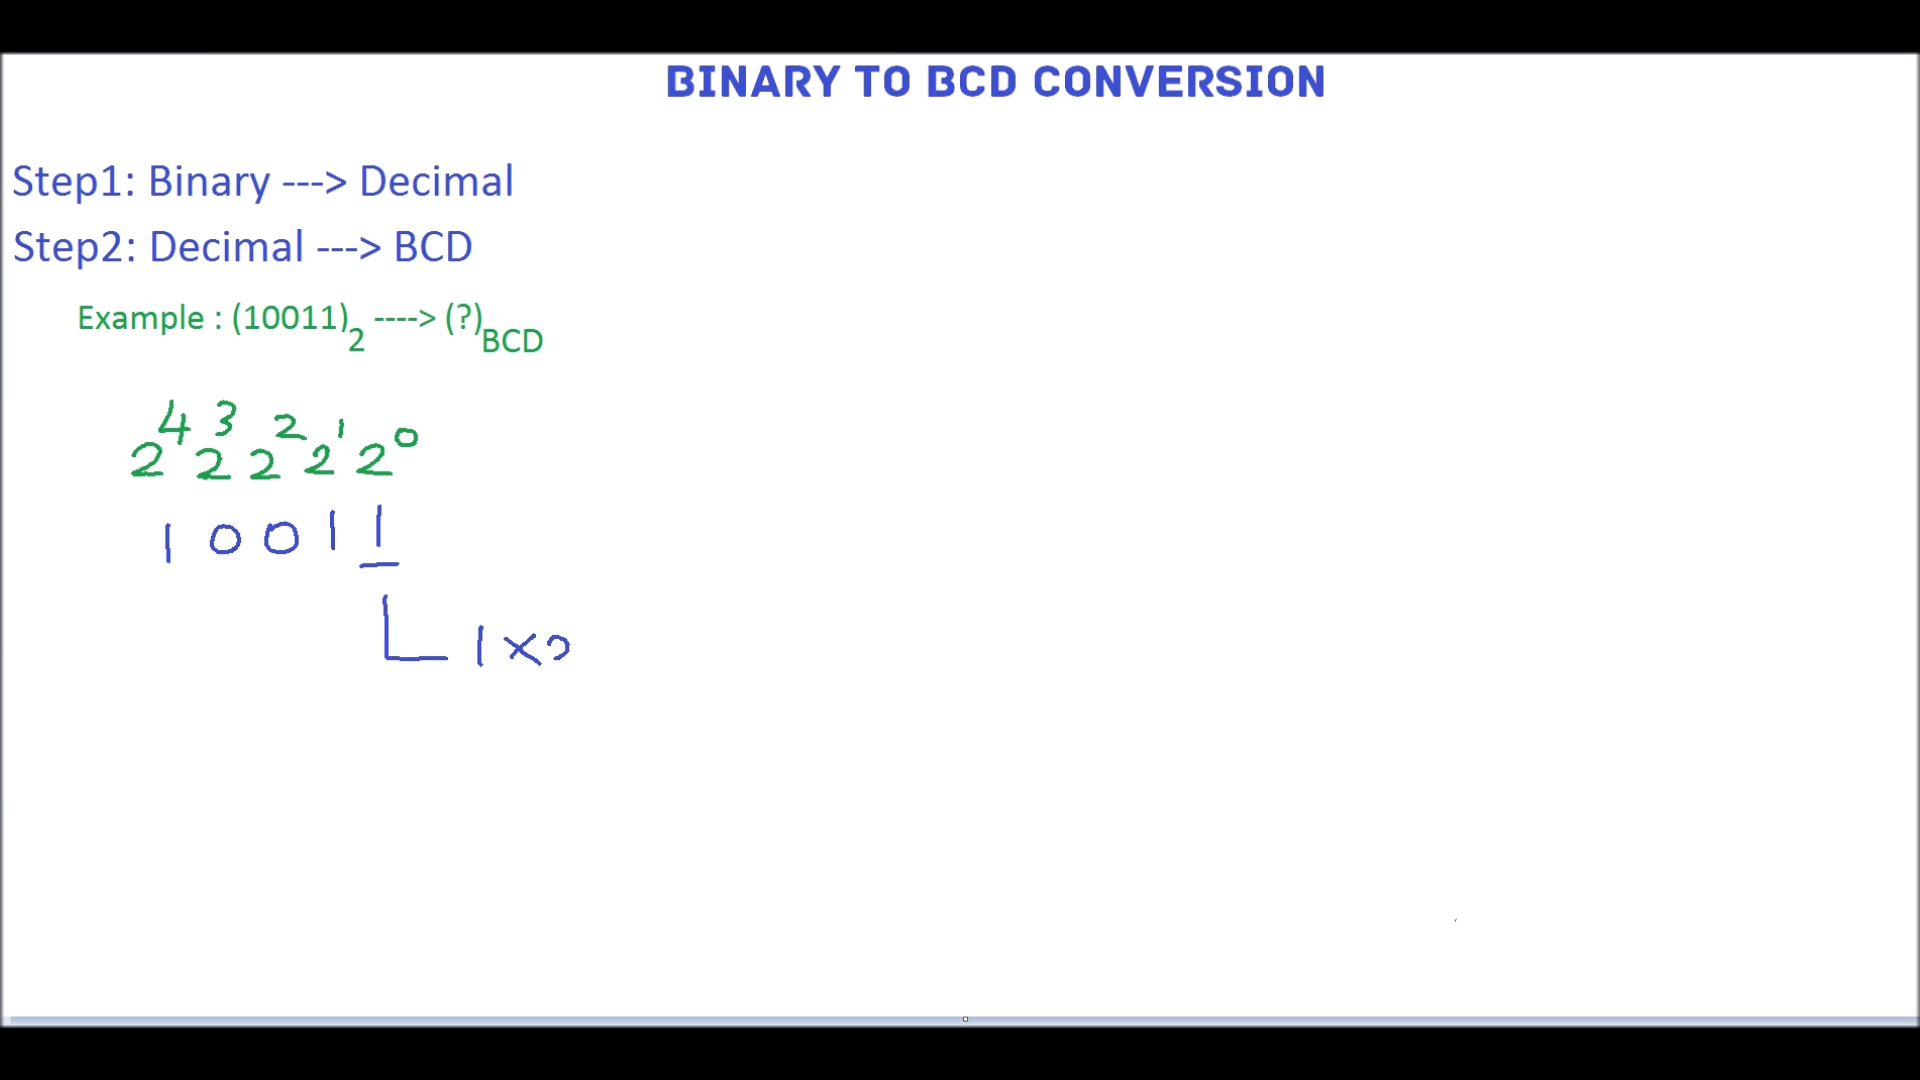 BINARY TO BCD CONVERSION
Step1: Binary ---> Decimal
Step2: Decimal ---> BCD
Example : (10011)₂ ----> (?)BCD
2⁴ 2³ 2² 2¹ 2⁰
1 0 0 1 1
1 ×